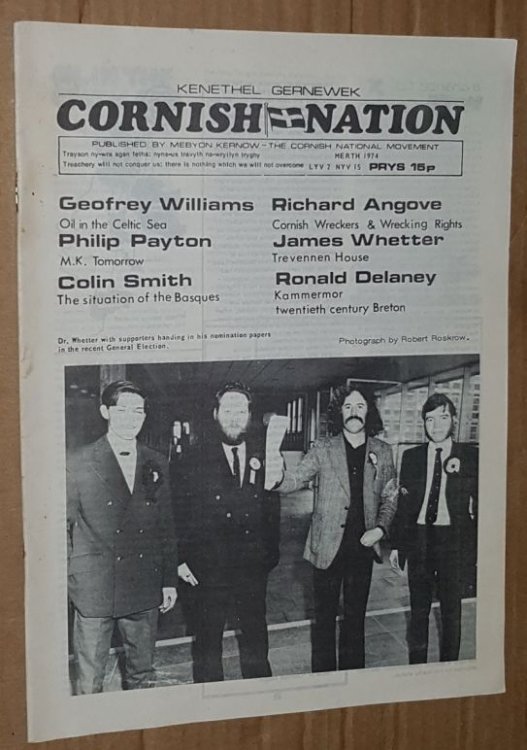 KENETHEL GERNEWEK
CORNISH NATION
PUBLISHED BY MEBYON KERNOW - THE CORNISH NATIONAL MOVEMENT
Trayson ny-wra agan fetha: nyns-us travyth na-wryllyn tryghy MERTH 1974
Treachery will not conquer us: there is nothing which we will not overcome LYV 2 NYV 15 PRYS 15p
Geofrey Williams
Oil in the Celtic Sea
Philip Payton
M.K. Tomorrow
Colin Smith
The situation of the Basques
Richard Angove
Cornish Wreckers & Wrecking Rights
James Whetter
Trevennen House
Ronald Delaney
Kammermor
twentieth century Breton
Dr. Whetter with supporters handing in his nomination papers
in the recent General Election.
Photograph by Robert Roskrow.